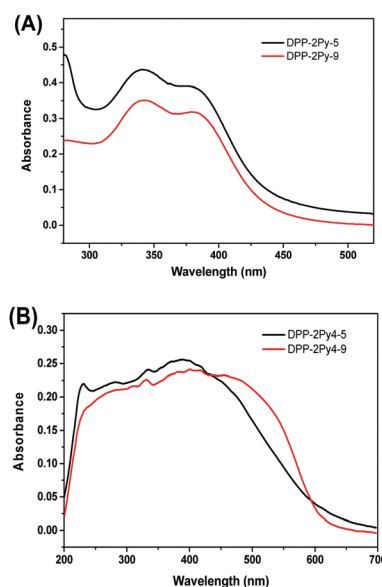 (A)
DPP-2Py-5
DPP-2Py-9
0.5
0.4
0.3
0.2
0.1
0.0
Absorbance
300 350 400 450 500
Wavelength (nm)
(B)
DPP-2Py4-5
DPP-2Py4-9
0.30
0.25
0.20
0.15
0.10
0.05
0.00
Absorbance
200 300 400 500 600 700
Wavelength (nm)